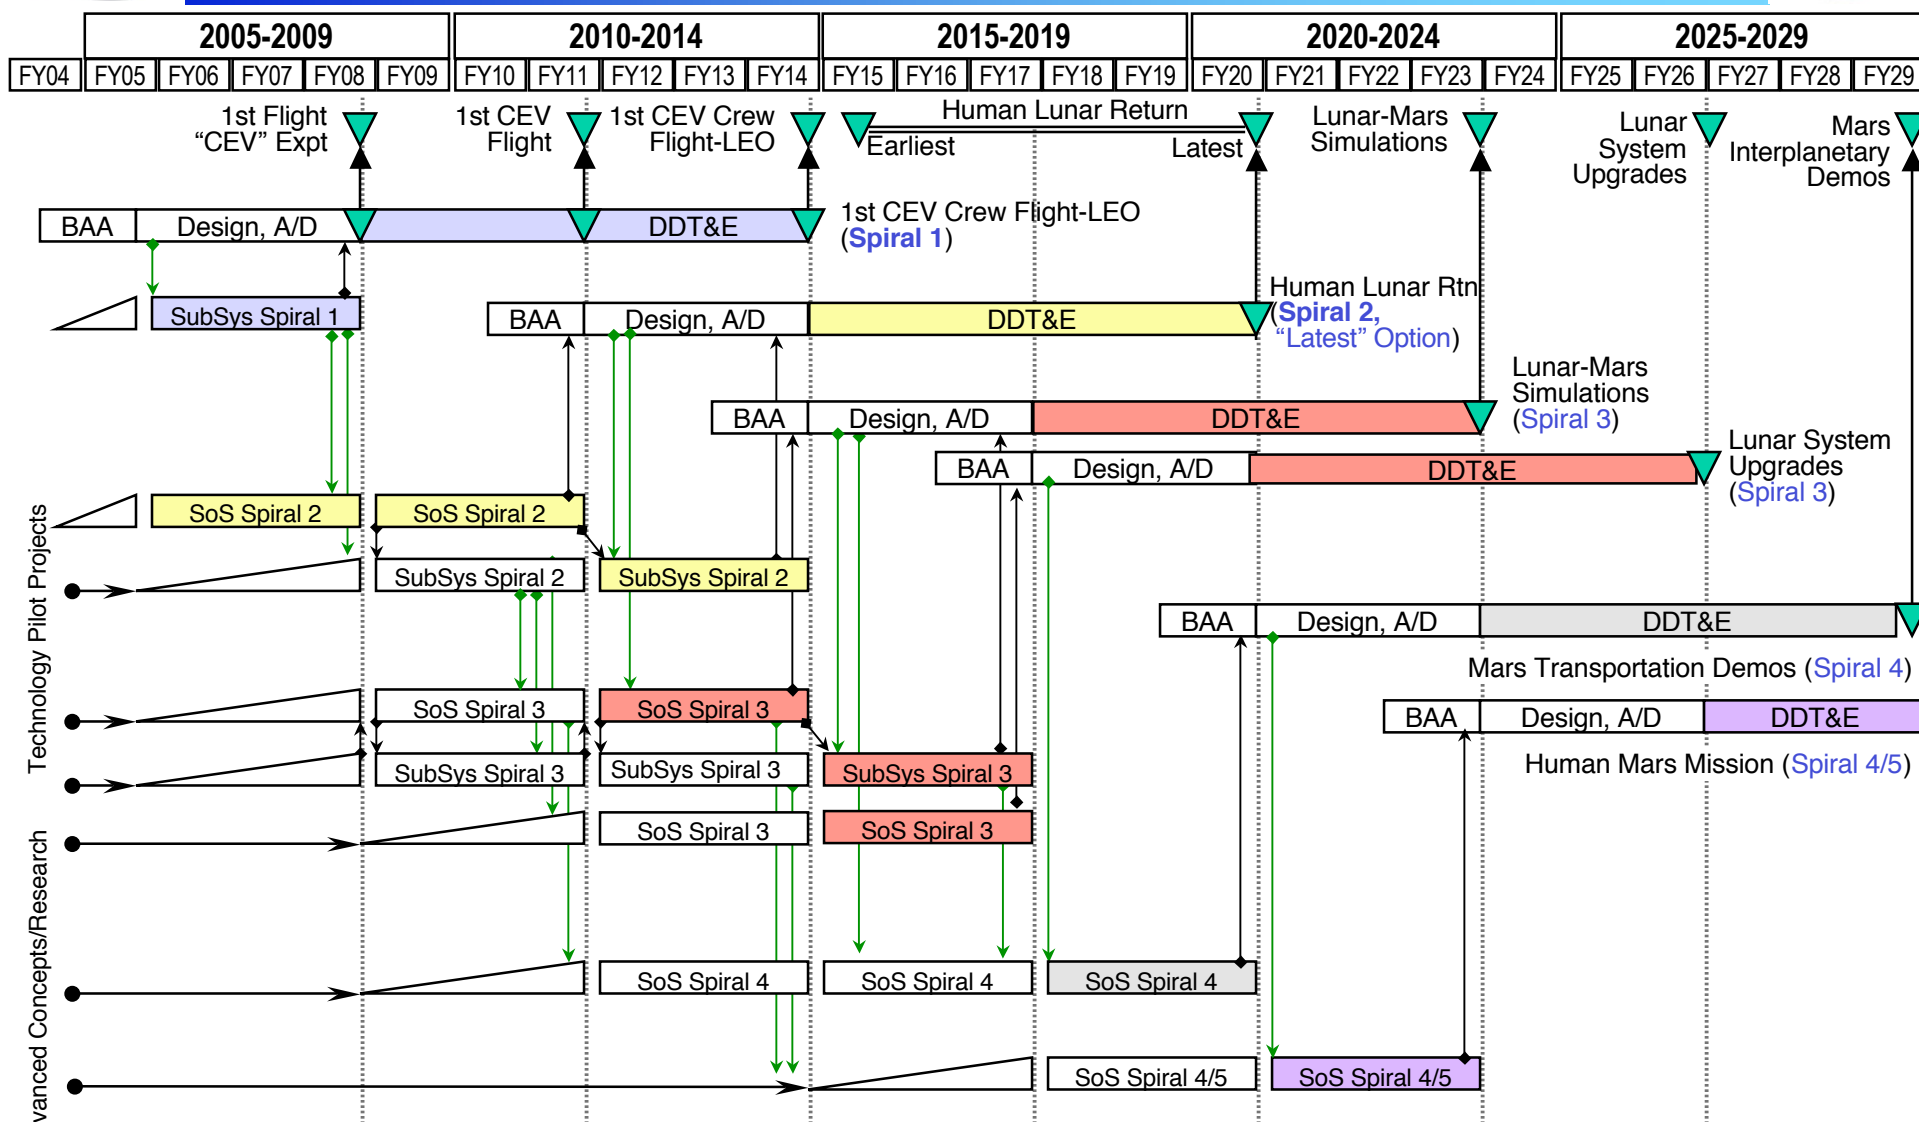 2005-2009 2010-2014 2015-2019 2020-2024 2025-2029
FY04 FY05 FY06 FY07 FY08 FY09 FY10 FY11 FY12 FY13 FY14 FY15 FY16 FY17 FY18 FY19 FY20 FY21 FY22 FY23 FY24 FY25 FY26 FY27 FY28 FY29
1st Flight
“CEV” Expt
1st CEV
Flight
1st CEV Crew
Flight-LEO
Human Lunar Return
Earliest
Latest
Lunar-Mars
Simulations
Lunar
System
Upgrades
Mars
Interplanetary
Demos
BAA Design, A/D DDT&E
1st CEV Crew Flight-LEO
(Spiral 1)
SubSys Spiral 1
BAA Design, A/D DDT&E
Human Lunar Rtn
(Spiral 2,
“Latest” Option)
BAA Design, A/D DDT&E
Lunar-Mars
Simulations
(Spiral 3)
BAA Design, A/D DDT&E
Lunar System
Upgrades
(Spiral 3)
Technology Pilot Projects
SoS Spiral 2 SoS Spiral 2
SubSys Spiral 2 SubSys Spiral 2
BAA Design, A/D DDT&E
Mars Transportation Demos (Spiral 4)
SoS Spiral 3 SoS Spiral 3
BAA Design, A/D DDT&E
Human Mars Mission (Spiral 4/5)
SubSys Spiral 3 SubSys Spiral 3 SubSys Spiral 3
vanced Concepts/Research
SoS Spiral 3 SoS Spiral 3
SoS Spiral 4 SoS Spiral 4 SoS Spiral 4
SoS Spiral 4/5 SoS Spiral 4/5